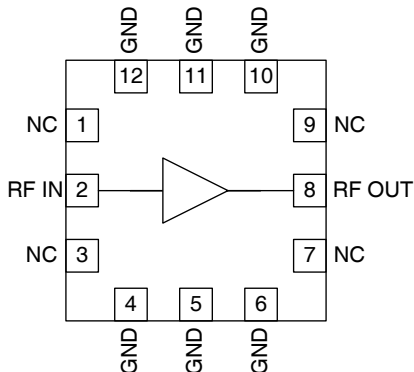 GND GND GND
12 11 10
NC 1 9 NC
RF IN 2 8 RF OUT
NC 3 7 NC
4 5 6
GND GND GND